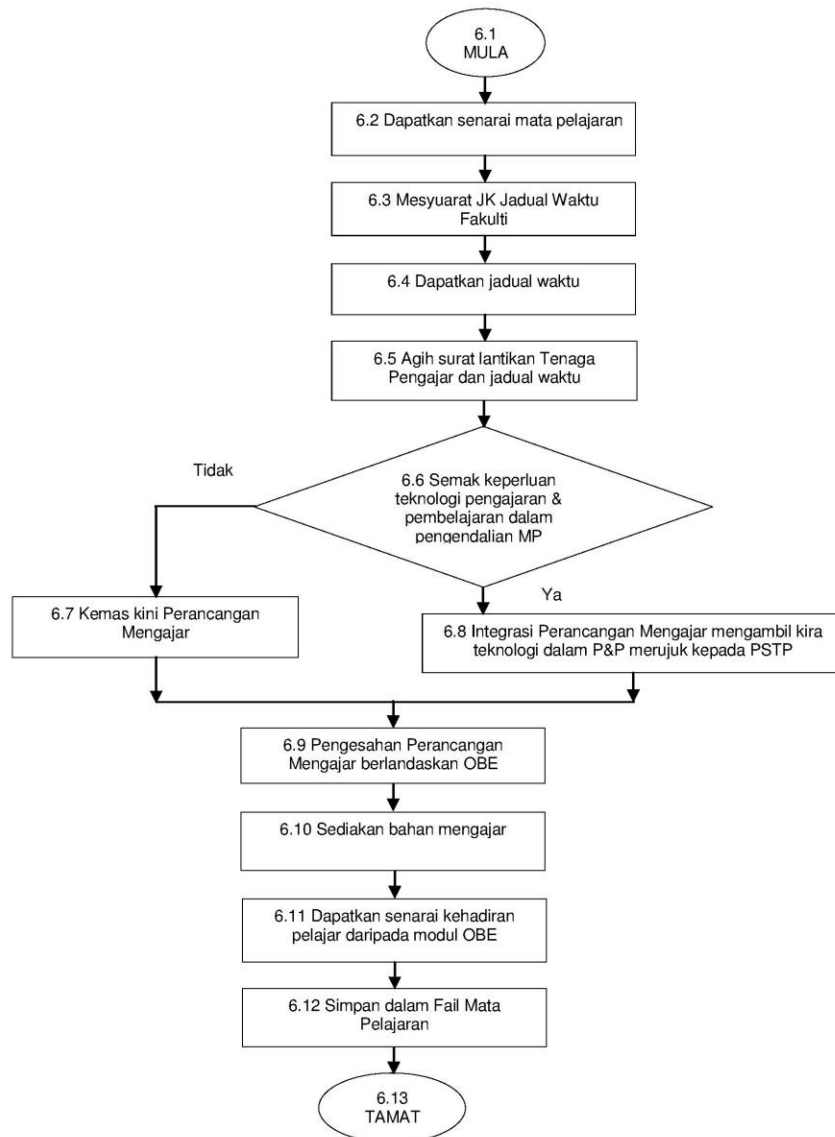 6.1
MULA
6.2 Dapatkan senarai mata pelajaran
6.3 Mesyuarat JK Jadual Waktu
Fakulti
6.4 Dapatkan jadual waktu
6.5 Agih surat lantikan Tenaga
Pengajar dan jadual waktu
Tidak
6.6 Semak keperluan
teknologi pengajaran &
pembelajaran dalam
pengendalian MP
Ya
6.7 Kemas kini Perancangan
Mengajar
6.8 Integrasi Perancangan Mengajar mengambil kira
teknologi dalam P&P merujuk kepada PSTP
6.9 Pengesahan Perancangan
Mengajar berlandaskan OBE
6.10 Sediakan bahan mengajar
6.11 Dapatkan senarai kehadiran
pelajar daripada modul OBE
6.12 Simpan dalam Fail Mata
Pelajaran
6.13
TAMAT